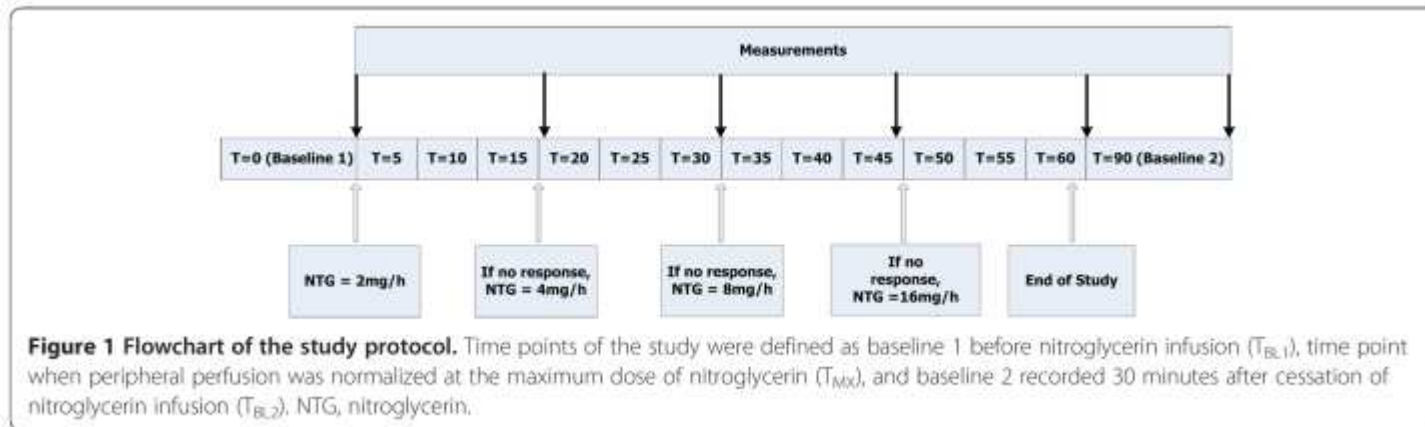 Measurements
T=0 (Baseline 1) T=5 T=10 T=15 T=20 T=25 T=30 T=35 T=40 T=45 T=50 T=55 T=60 T=90 (Baseline 2)
NTG = 2mg/h
If no response,
NTG = 4mg/h
If no response,
NTG = 8mg/h
If no
response,
NTG =16mg/h
End of Study
Figure 1 Flowchart of the study protocol. Time points of the study were defined as baseline 1 before nitroglycerin infusion (TBL1), time point
when peripheral perfusion was normalized at the maximum dose of nitroglycerin (TMX), and baseline 2 recorded 30 minutes after cessation of
nitroglycerin infusion (TBL2). NTG, nitroglycerin.